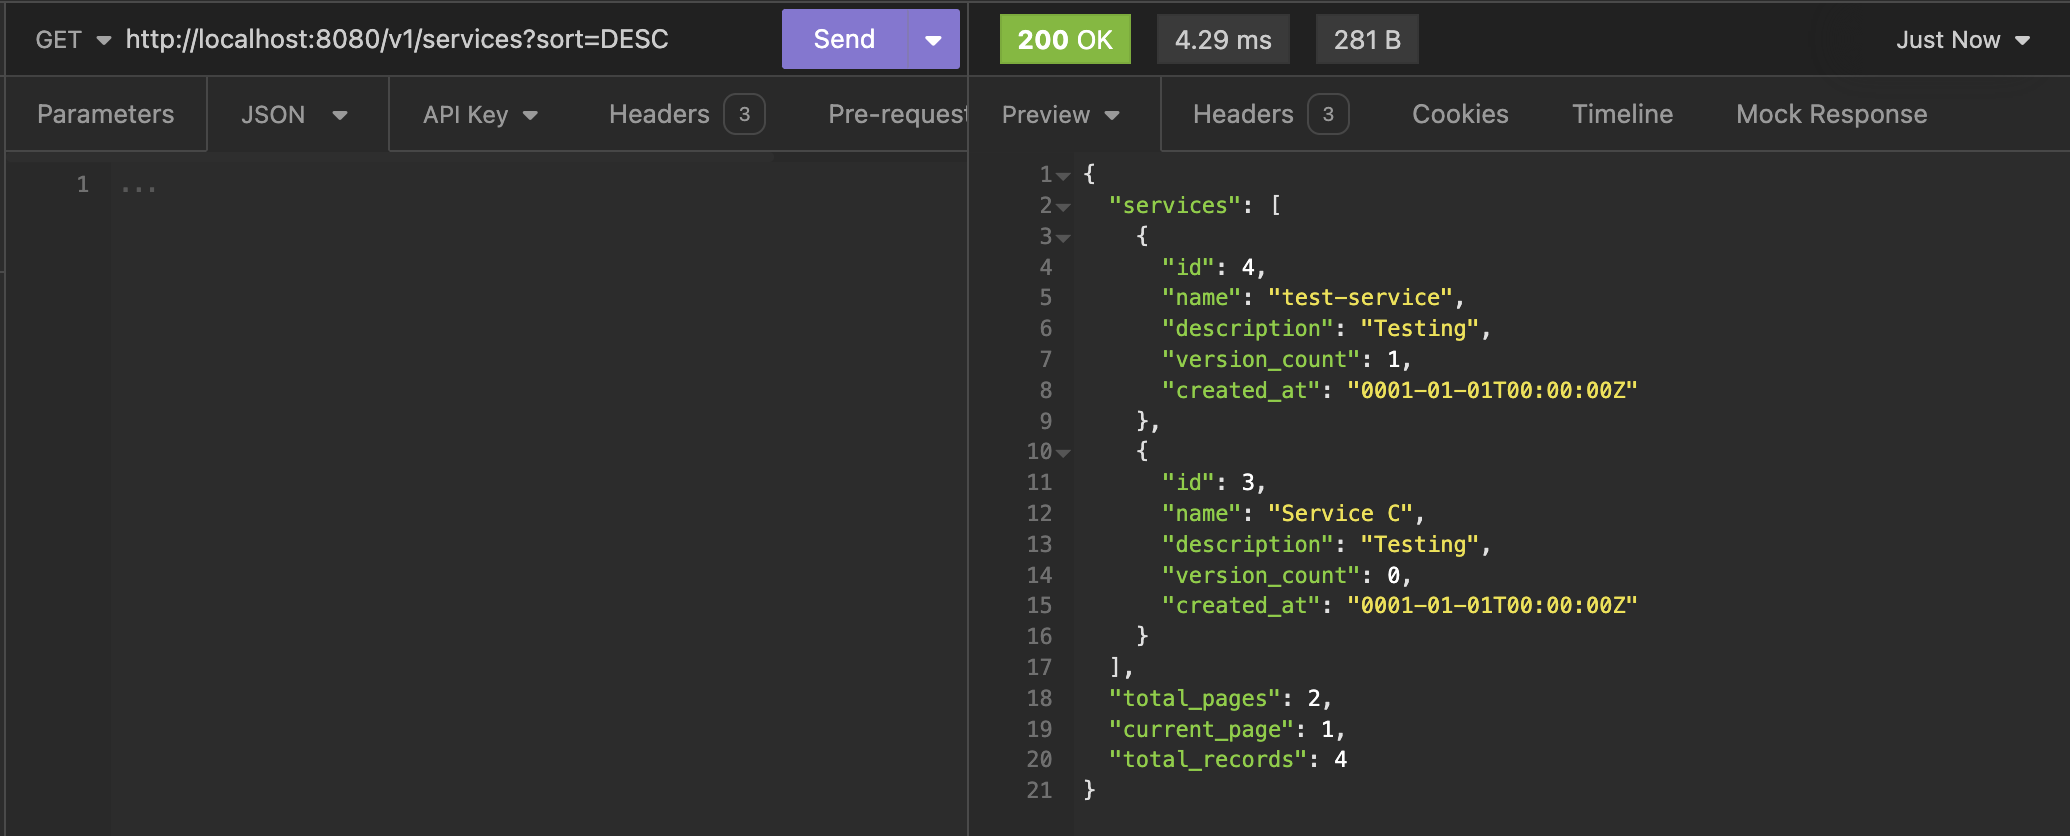 GET http://localhost:8080/v1/services?sort=DESC Send 200 OK 4.29 ms 281 B Just Now
Parameters JSON API Key Headers 3 Pre-request Preview Headers 3 Cookies Timeline Mock Response
1 ...
1 {
2 "services": [
3 {
4 "id": 4,
5 "name": "test-service",
6 "description": "Testing",
7 "version_count": 1,
8 "created_at": "0001-01-01T00:00:00Z"
9 },
10 {
11 "id": 3,
12 "name": "Service C",
13 "description": "Testing",
14 "version_count": 0,
15 "created_at": "0001-01-01T00:00:00Z"
16 }
17 ],
18 "total_pages": 2,
19 "current_page": 1,
20 "total_records": 4
21 }